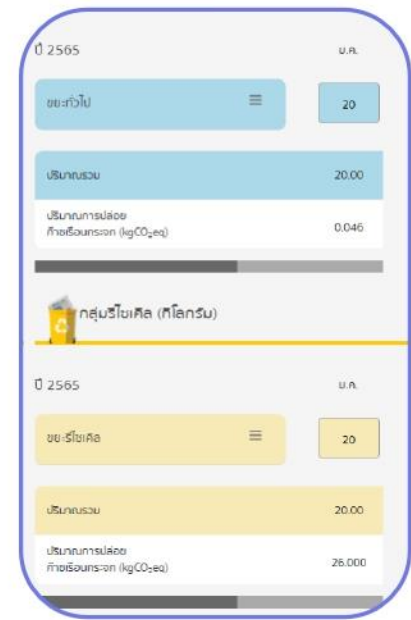 ปี 2565 ม.ค.
ขยะทั่วไป 20
ปริมาณรวม 20.00
ปริมาณการปล่อย
ก๊าซเรือนกระจก (kgCO₂eq) 0.046
กลุ่มรีไซเคิล (กิโลกรัม)
ปี 2565 ม.ค.
ขยะรีไซเคิล 20
ปริมาณรวม 20.00
ปริมาณการปล่อย
ก๊าซเรือนกระจก (kgCO₂eq) 26.000